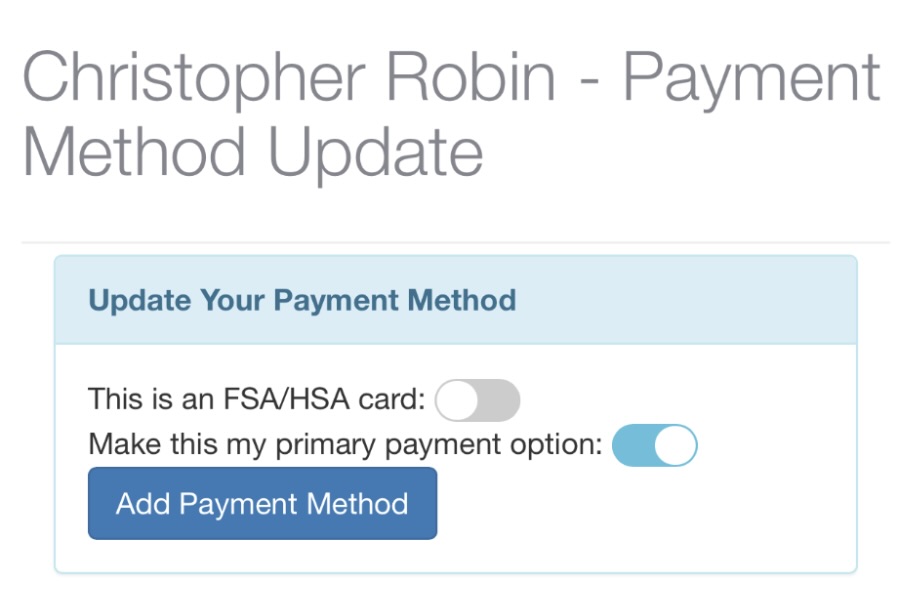 Christopher Robin - Payment
Method Update
Update Your Payment Method
This is an FSA/HSA card:
Make this my primary payment option:
Add Payment Method